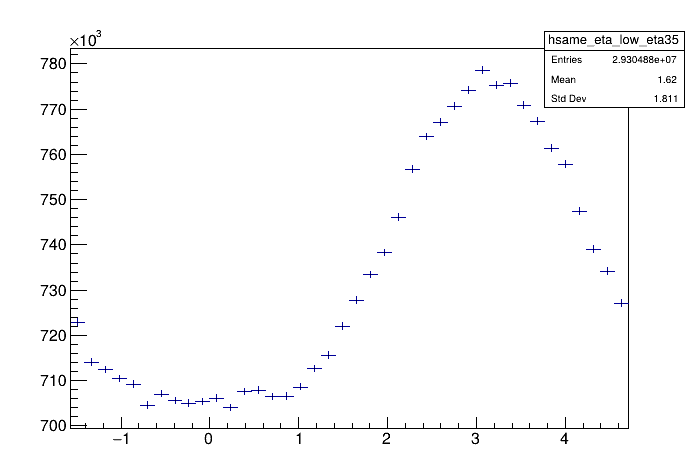 ×10³
hsame_eta_low_eta35
Entries 2.930488e+07
Mean 1.62
Std Dev 1.811
780
770
760
750
740
730
720
710
700
−1 0 1 2 3 4